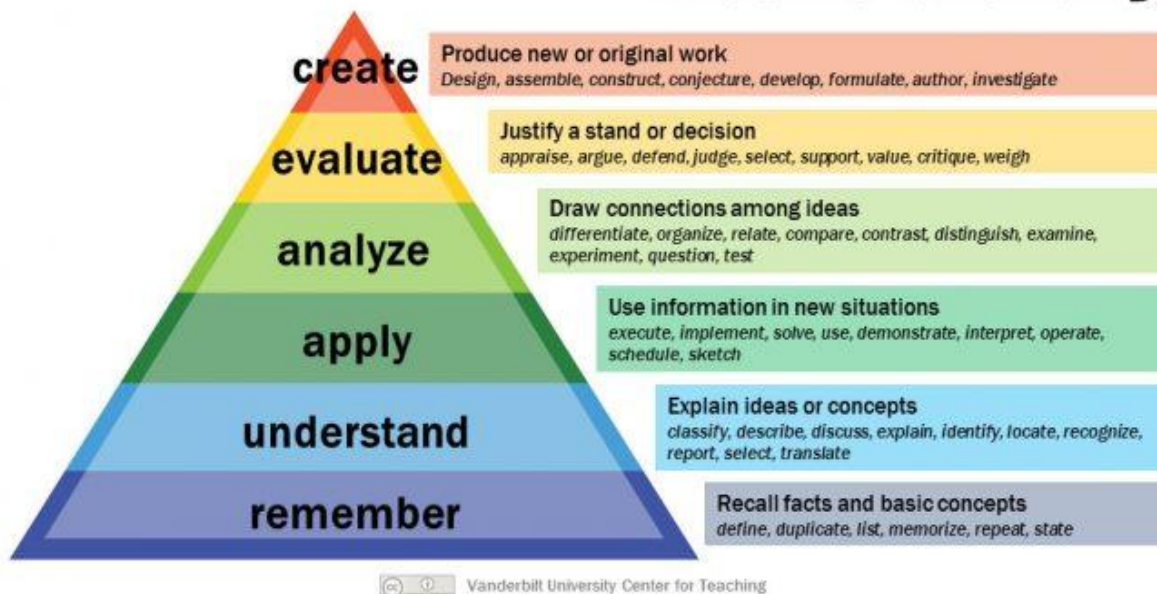 create
Produce new or original work
Design, assemble, construct, conjecture, develop, formulate, author, investigate
evaluate
Justify a stand or decision
appraise, argue, defend, judge, select, support, value, critique, weigh
analyze
Draw connections among ideas
differentiate, organize, relate, compare, contrast, distinguish, examine,
experiment, question, test
apply
Use information in new situations
execute, implement, solve, use, demonstrate, interpret, operate,
schedule, sketch
understand
Explain ideas or concepts
classify, describe, discuss, explain, identify, locate, recognize,
report, select, translate
remember
Recall facts and basic concepts
define, duplicate, list, memorize, repeat, state
cc
Vanderbilt University Center for Teaching